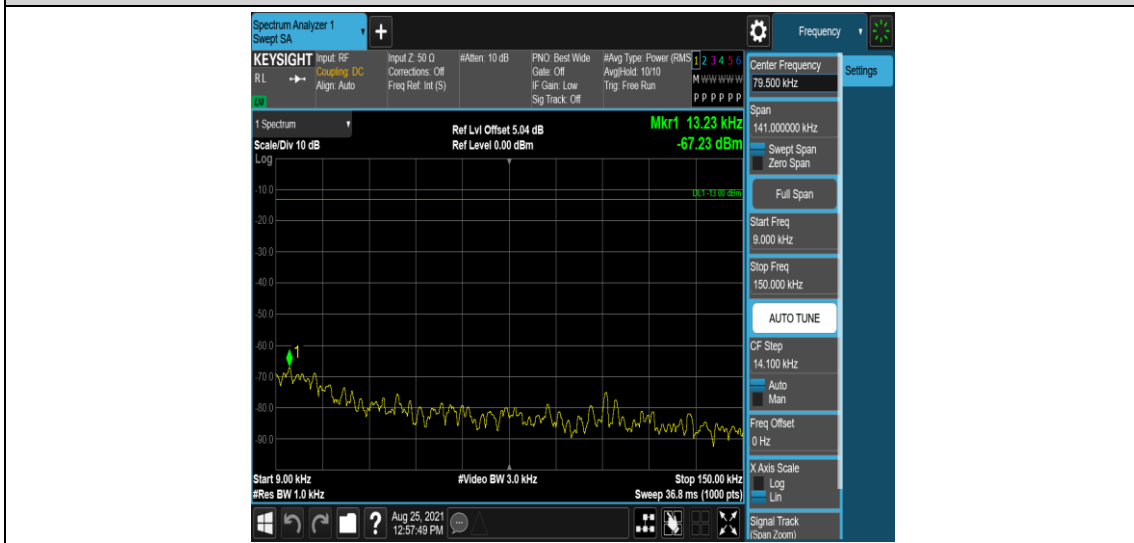 Spectrum Analyzer 1
Swept SA
+
Frequency
KEYSIGHT
RL
Input: RF
Coupling: DC
Align: Auto
Input Z: 50 Ω
Corrections: Off
Freq Ref: Int (S)
#Atten: 10 dB
PNO: Best Wide
Gate: Off
IF Gain: Low
Sig Track: Off
#Avg Type: Power (RMS
Avg|Hold: 10/10
Trig: Free Run
1 2 3 4 5 6
M W W W W W
P P P P P P
1 Spectrum
Scale/Div 10 dB
Log
Ref Lvl Offset 5.04 dB
Ref Level 0.00 dBm
Mkr1 13.23 kHz
-67.23 dBm
DL1 -13.00 dBm
-10.0
-20.0
-30.0
-40.0
-50.0
-60.0
1
-70.0
-80.0
-90.0
Start 9.00 kHz
#Res BW 1.0 kHz
#Video BW 3.0 kHz
Stop 150.00 kHz
Sweep 36.8 ms (1000 pts)
Center Frequency
79.500 kHz
Settings
Span
141.000000 kHz
Swept Span
Zero Span
Full Span
Start Freq
9.000 kHz
Stop Freq
150.000 kHz
AUTO TUNE
CF Step
14.100 kHz
Auto
Man
Freq Offset
0 Hz
X Axis Scale
Log
Lin
Signal Track
(Span Zoom)
?
Aug 25, 2021
12:57:49 PM